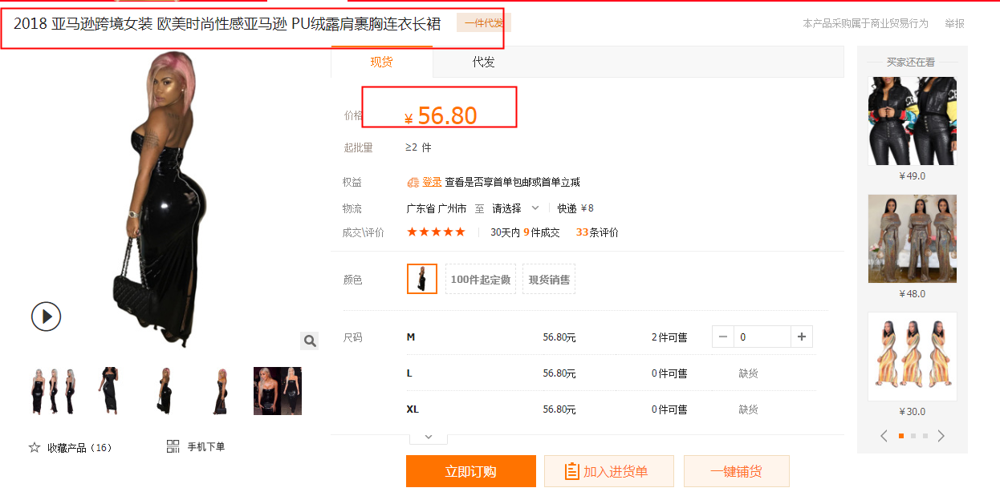 2018 亚马逊跨境女装 欧美时尚性感亚马逊 PU绒露肩裹胸连衣长裙 一件代发
本产品采购属于商业贸易行为 举报
现货 代发
价格 ¥ 56.80
起批量 ≥2 件
权益 登录 查看是否享首单包邮或首单立减
物流 广东省 广州市 至 请选择 快递 ¥8
成交\评价 ★★★★★ 30天内 9件成交 33条评价
颜色 100件起定做 现货销售
尺码 M 56.80元 2件可售 − 0 +
L 56.80元 0件可售 缺货
XL 56.80元 0件可售 缺货
收藏产品（16） 手机下单
立即订购 加入进货单 一键铺货
买家还在看
¥49.0
¥48.0
¥30.0